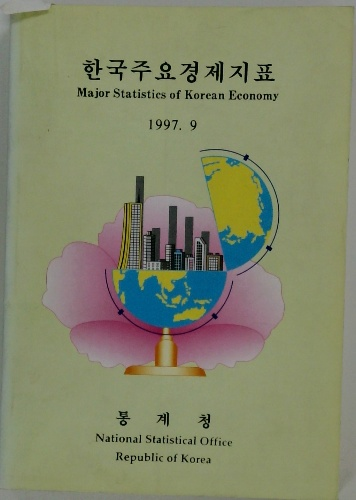 한국주요경제지표
Major Statistics of Korean Economy
1997. 9
통 계 청
National Statistical Office
Republic of Korea